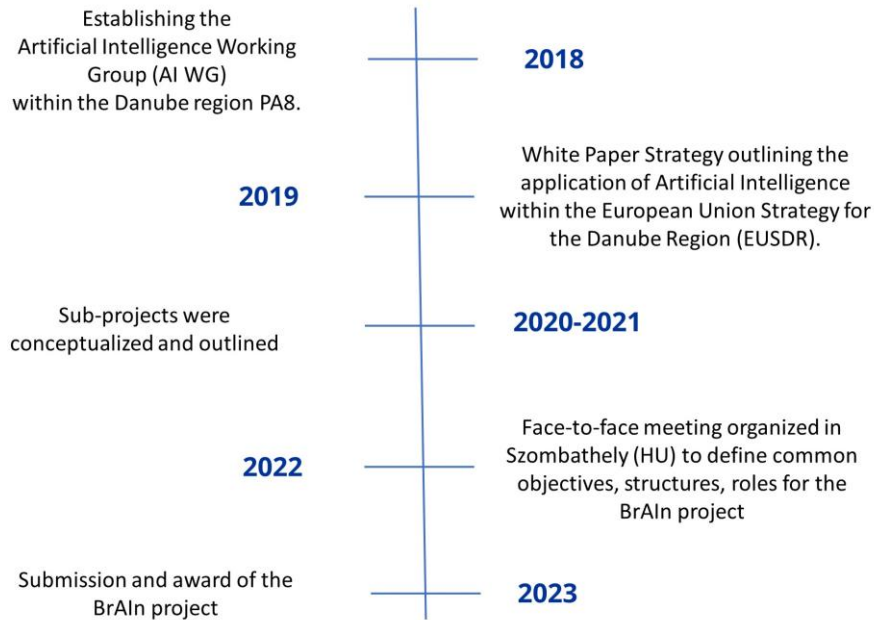 Establishing the
Artificial Intelligence Working
Group (AI WG)
within the Danube region PA8.
2018
2019
White Paper Strategy outlining the
application of Artificial Intelligence
within the European Union Strategy for
the Danube Region (EUSDR).
Sub-projects were
conceptualized and outlined
2020-2021
2022
Face-to-face meeting organized in
Szombathely (HU) to define common
objectives, structures, roles for the
BrAIn project
Submission and award of the
BrAIn project
2023